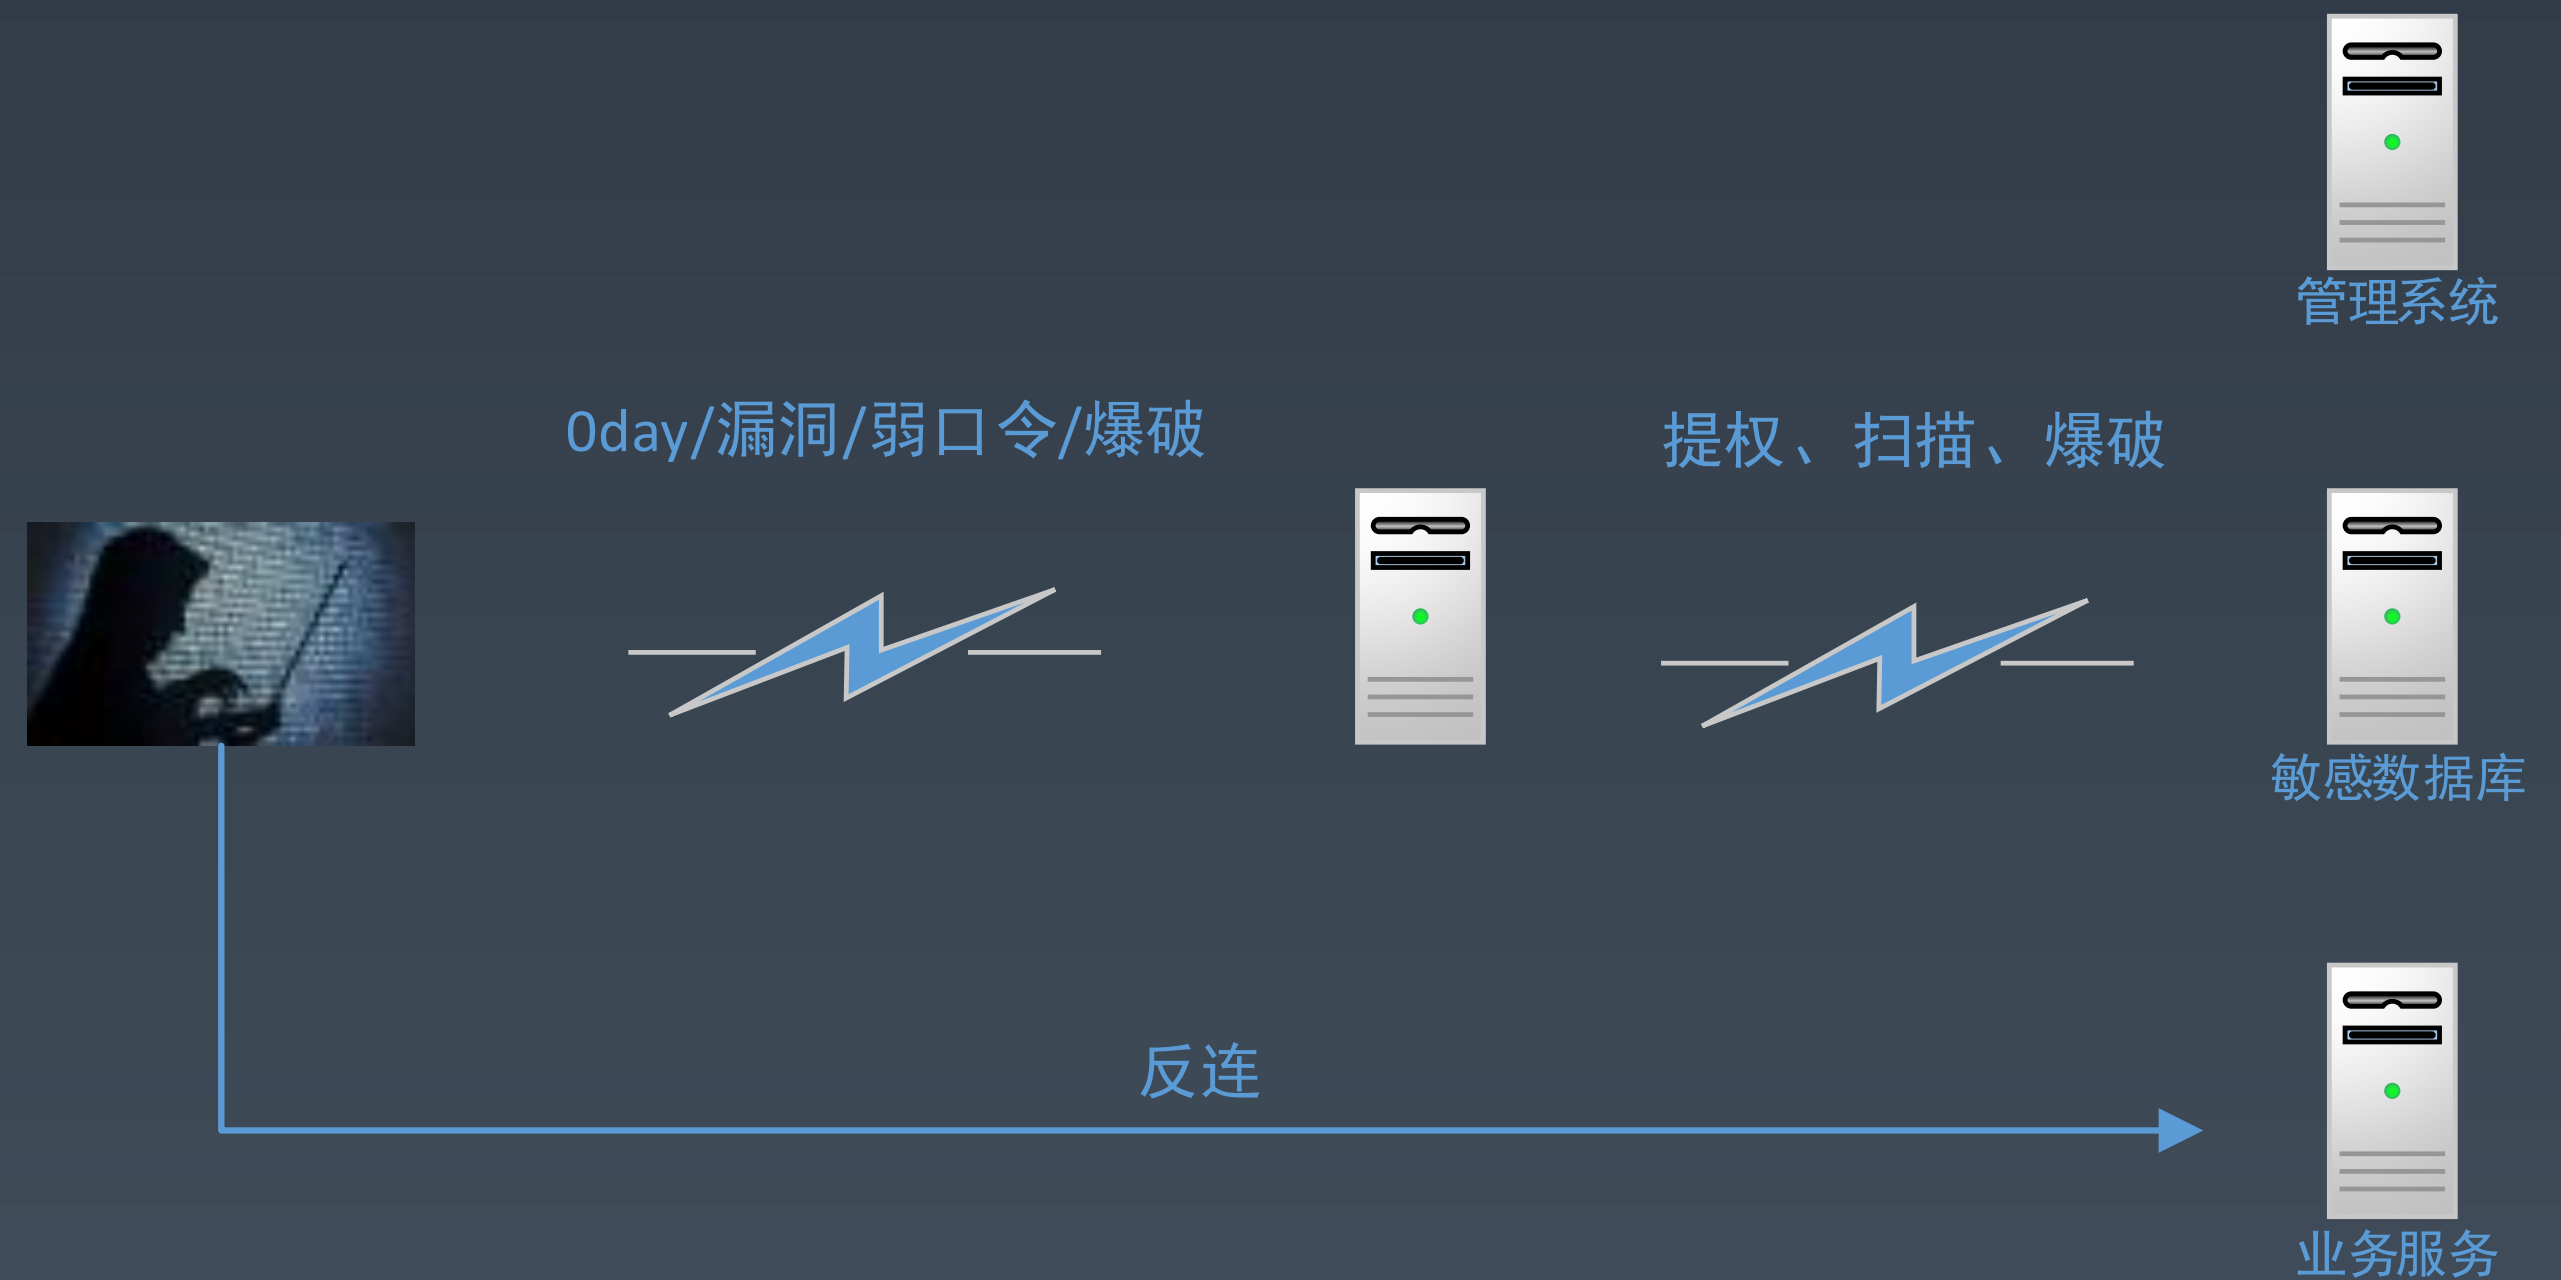 管理系统
0day/漏洞/弱口令/爆破
提权、扫描、爆破
敏感数据库
反连
业务服务